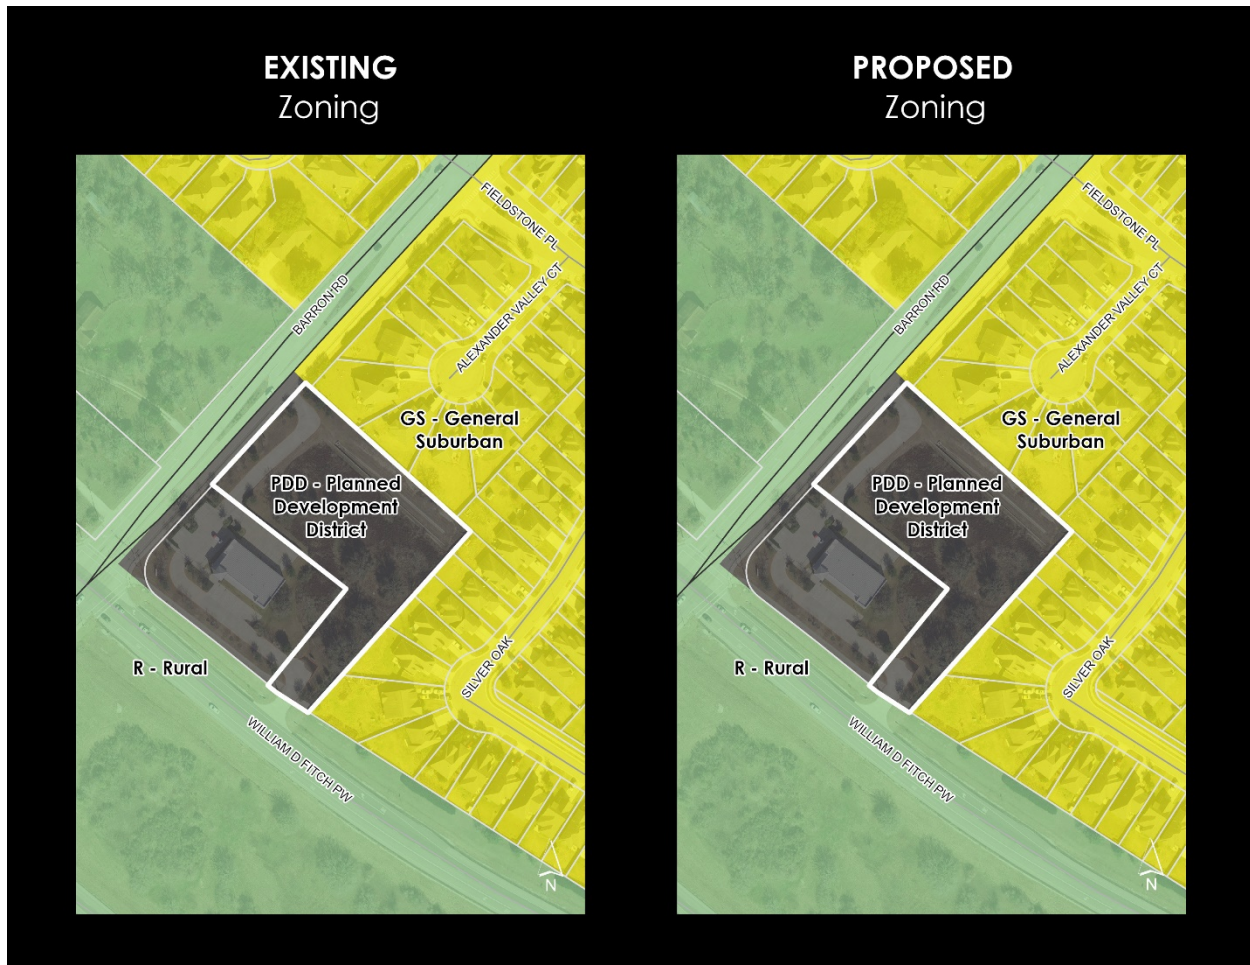 EXISTING
Zoning
FIELDSTONE PL
BARRON RD
ALEXANDER VALLEY CT
GS - General
Suburban
PDD - Planned
Development
District
R - Rural
SILVER OAK
WILLIAM D FITCH PW
N
PROPOSED
Zoning
FIELDSTONE PL
BARRON RD
ALEXANDER VALLEY CT
GS - General
Suburban
PDD - Planned
Development
District
R - Rural
SILVER OAK
WILLIAM D FITCH PW
N